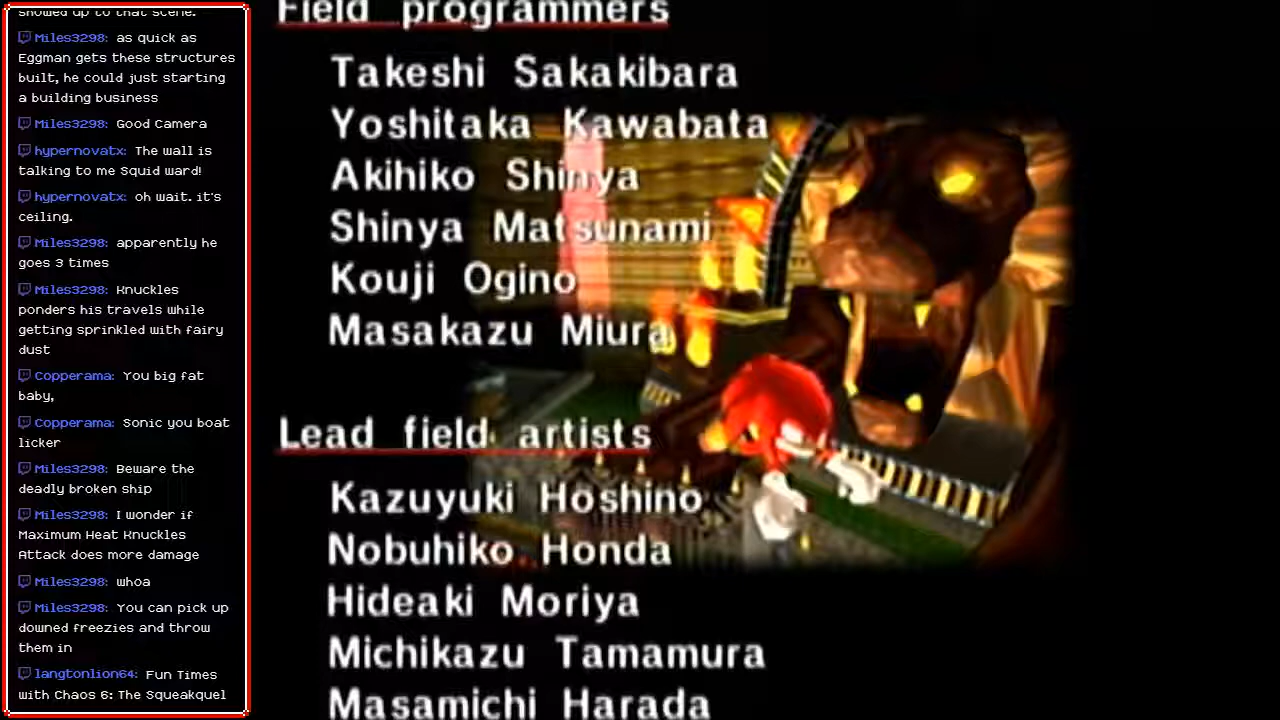 showed up to that scene.
Miles3298: as quick as
Eggman gets these structures
built, he could just starting
a building business
Miles3298: Good Camera
hypernovatx: The wall is
talking to me Squid ward!
hypernovatx: oh wait. it's
ceiling.
Miles3298: apparently he
goes 3 times
Miles3298: Knuckles
ponders his travels while
getting sprinkled with fairy
dust
Copperama: You big fat
baby,
Copperama: Sonic you boat
licker
Miles3298: Beware the
deadly broken ship
Miles3298: I wonder if
Maximum Heat Knuckles
Attack does more damage
Miles3298: whoa
Miles3298: You can pick up
downed freezies and throw
them in
langtonlion64: Fun Times
with Chaos 6: The Squeakquel
Field programmers
Takeshi Sakakibara
Yoshitaka Kawabata
Akihiko Shinya
Shinya Matsunami
Kouji Ogino
Masakazu Miura
Lead field artists
Kazuyuki Hoshino
Nobuhiko Honda
Hideaki Moriya
Michikazu Tamamura
Masamichi Harada